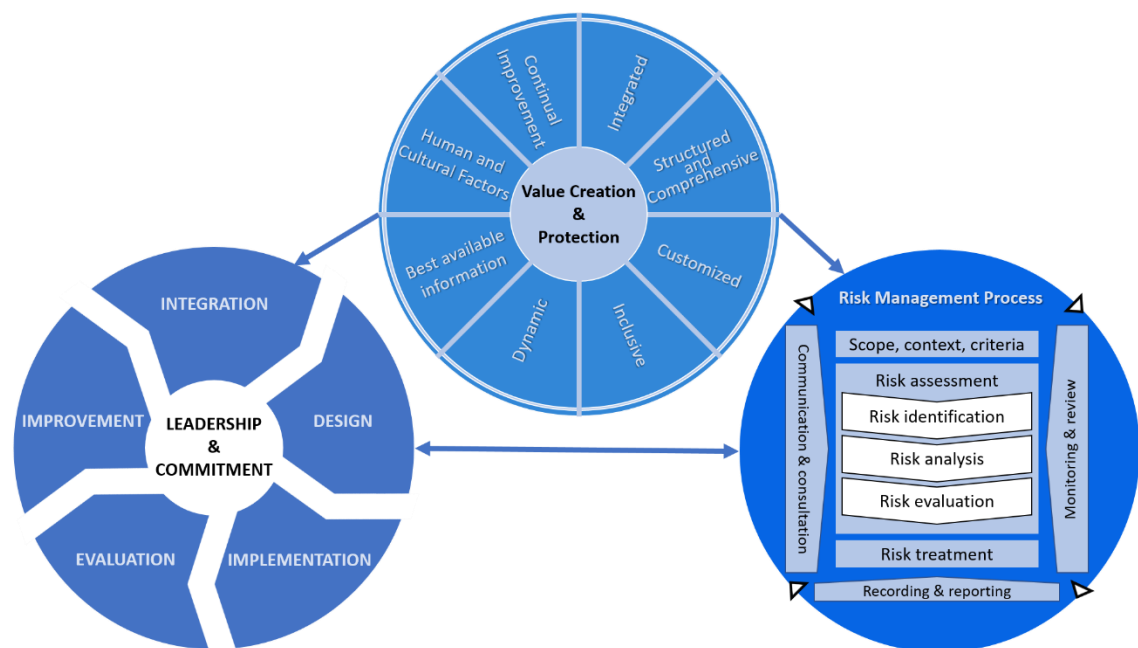 Continual
Improvement
Integrated
Human and
Cultural Factors
Structured
and
Comprehensive
Value Creation
&
Protection
Best available
information
Customized
Dynamic
Inclusive
INTEGRATION
IMPROVEMENT
LEADERSHIP
&
COMMITMENT
DESIGN
EVALUATION
IMPLEMENTATION
Risk Management Process
Communication & consultation
Scope, context, criteria
Risk assessment
Risk identification
Risk analysis
Risk evaluation
Risk treatment
Monitoring & review
Recording & reporting